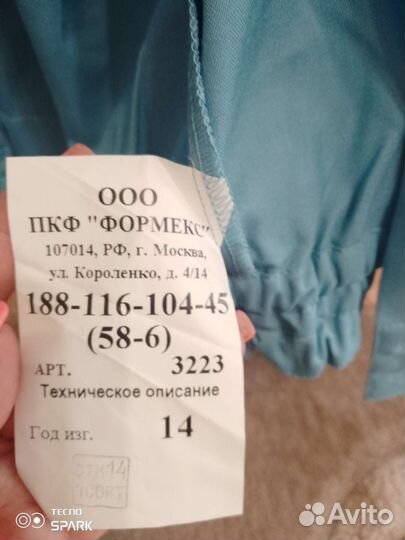 ООО
ПКФ "ФОРМЕКС"
107014, РФ, г. Москва,
ул. Короленко, д. 4/14
188-116-104-45
(58-6)
АРТ. 3223
Техническое описание
Год изг. 14
TECNO
SPARK
Avito